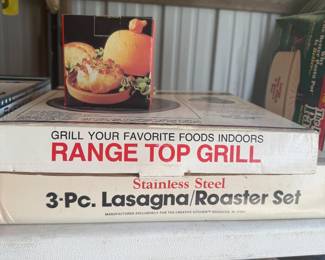 GRILL YOUR FAVORITE FOODS INDOORS
RANGE TOP GRILL
Stainless Steel
3-Pc. Lasagna/Roaster Set